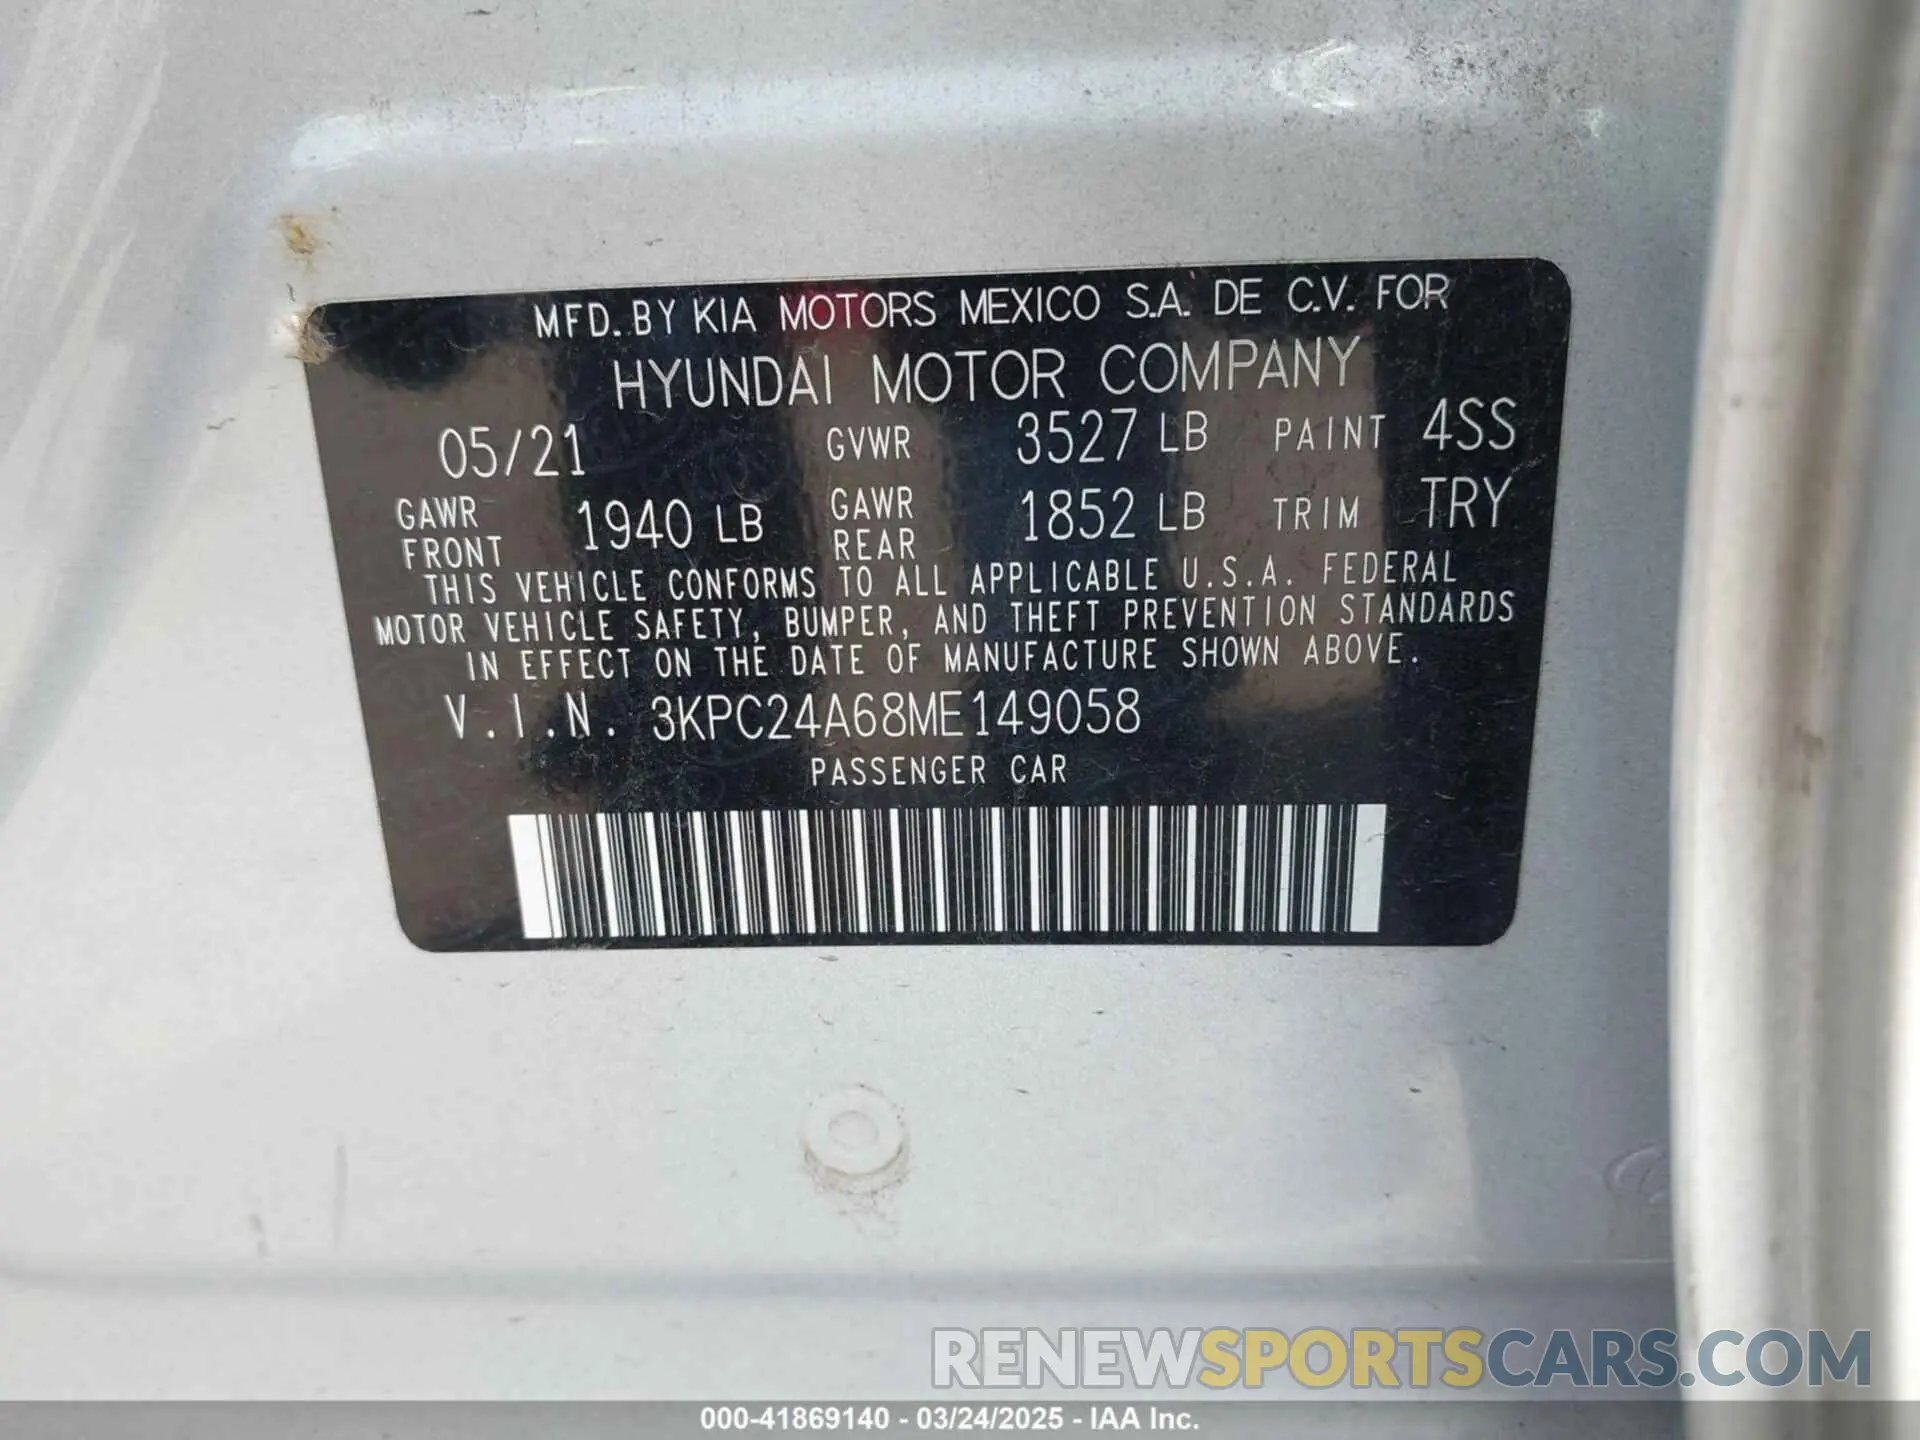 MFD. BY KIA MOTORS MEXICO S.A. DE C.V. FOR
HYUNDAI MOTOR COMPANY
05/21 GVWR 3527 LB PAINT 4SS
GAWR FRONT 1940 LB GAWR REAR 1852 LB TRIM TRY
THIS VEHICLE CONFORMS TO ALL APPLICABLE U.S.A. FEDERAL
MOTOR VEHICLE SAFETY, BUMPER, AND THEFT PREVENTION STANDARDS
IN EFFECT ON THE DATE OF MANUFACTURE SHOWN ABOVE.
V.I.N. 3KPC24A68ME149058
PASSENGER CAR
RENEWSPORTSCARS.COM
000-41869140 - 03/24/2025 - IAA Inc.